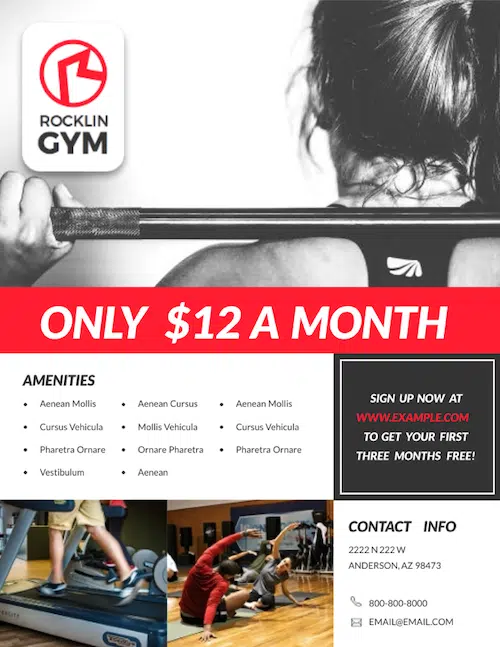 ROCKLIN
GYM
ONLY $12 A MONTH
AMENITIES
Aenean Mollis
Cursus Vehicula
Pharetra Ornare
Vestibulum
Aenean Cursus
Mollis Vehicula
Ornare Pharetra
Aenean
Aenean Mollis
Cursus Vehicula
Pharetra Ornare
SIGN UP NOW AT
WWW.EXAMPLE.COM
TO GET YOUR FIRST
THREE MONTHS FREE!
CONTACT INFO
2222 N 222 W
ANDERSON, AZ 98473
800-800-8000
EMAIL@EMAIL.COM